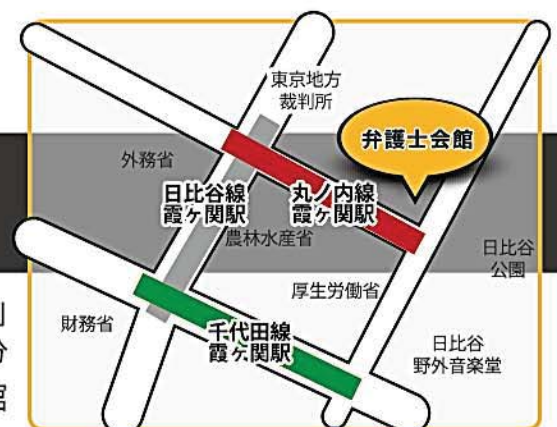 東京地方
裁判所
弁護士会館
外務省
日比谷線
霞ヶ関駅
丸ノ内線
霞ヶ関駅
農林水産省
日比谷
公園
厚生労働省
財務省
千代田線
霞ヶ関駅
日比谷
野外音楽堂